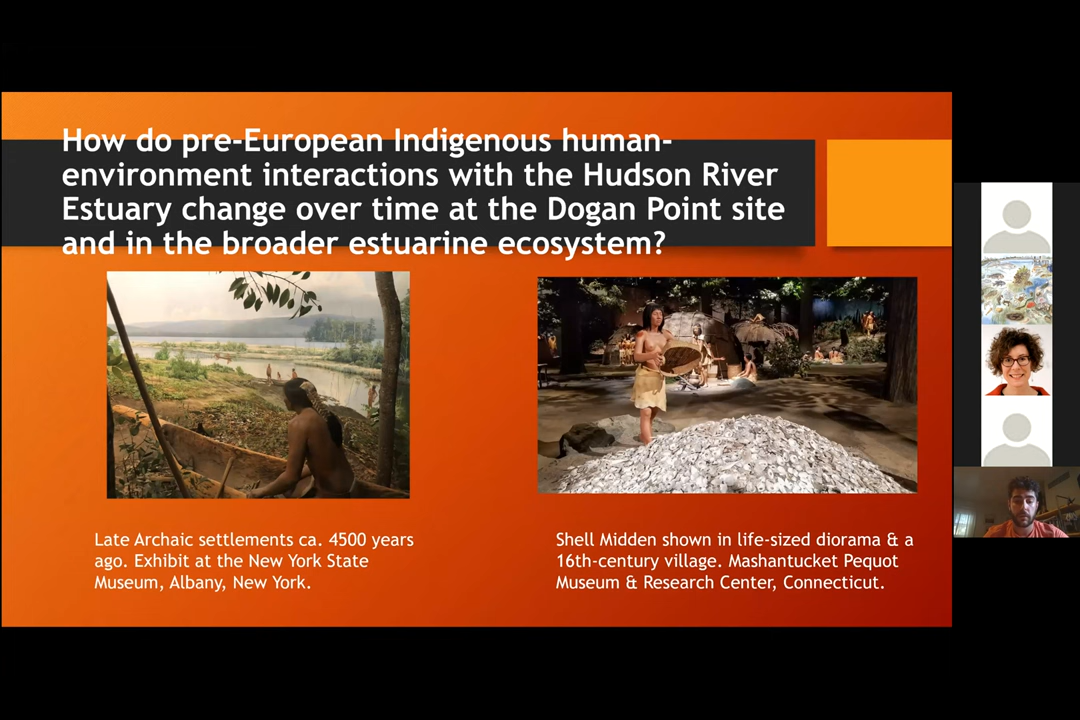 How do pre-European Indigenous human-
environment interactions with the Hudson River
Estuary change over time at the Dogan Point site
and in the broader estuarine ecosystem?
Late Archaic settlements ca. 4500 years
ago. Exhibit at the New York State
Museum, Albany, New York.
Shell Midden shown in life-sized diorama & a
16th-century village. Mashantucket Pequot
Museum & Research Center, Connecticut.